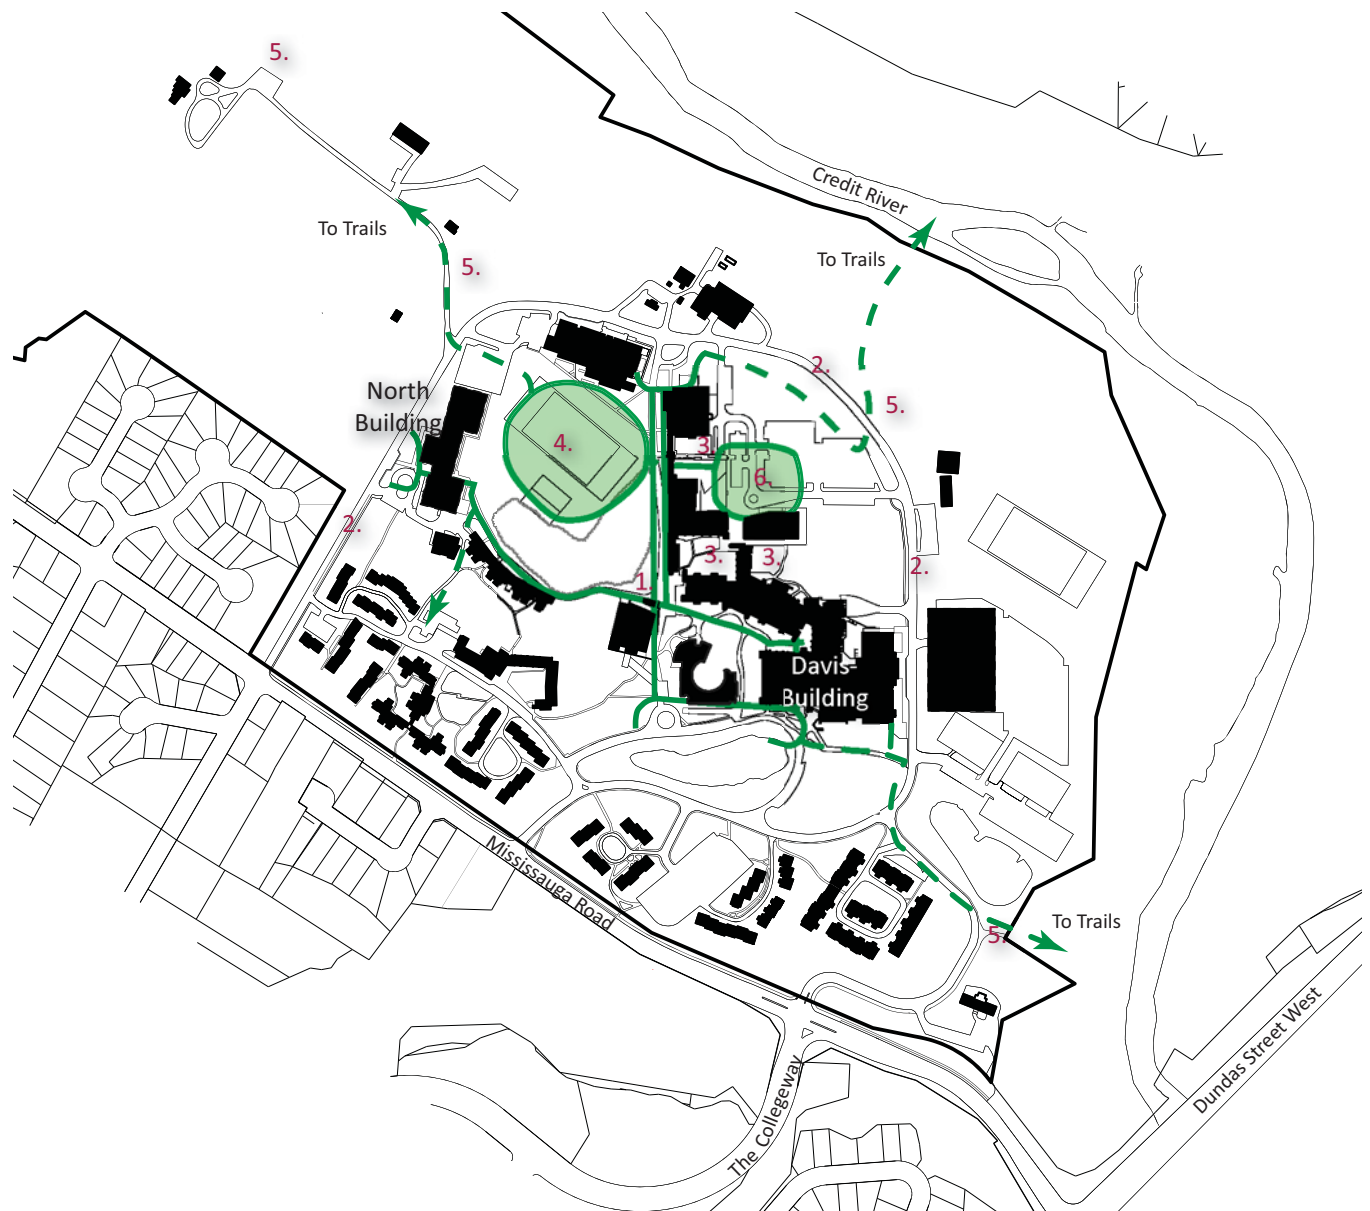 5.
Credit River
To Trails
To Trails
5.
2.
North
Building
5.
4.
3.
6.
2.
3.
3.
2.
1.
Davis
Building
Mississauga Road
To Trails
5.
Dundas Street West
The Collegeway